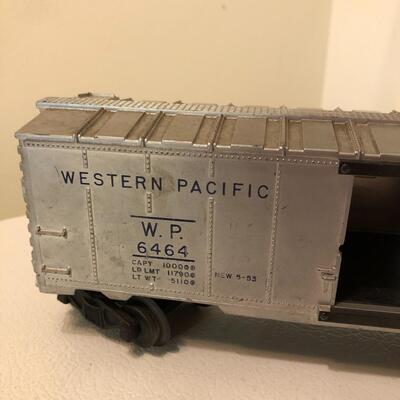 WESTERN PACIFIC
W. P.
6464
CAPY 100000
LD LMT 117900
LT WT 51100
NEW 5-53